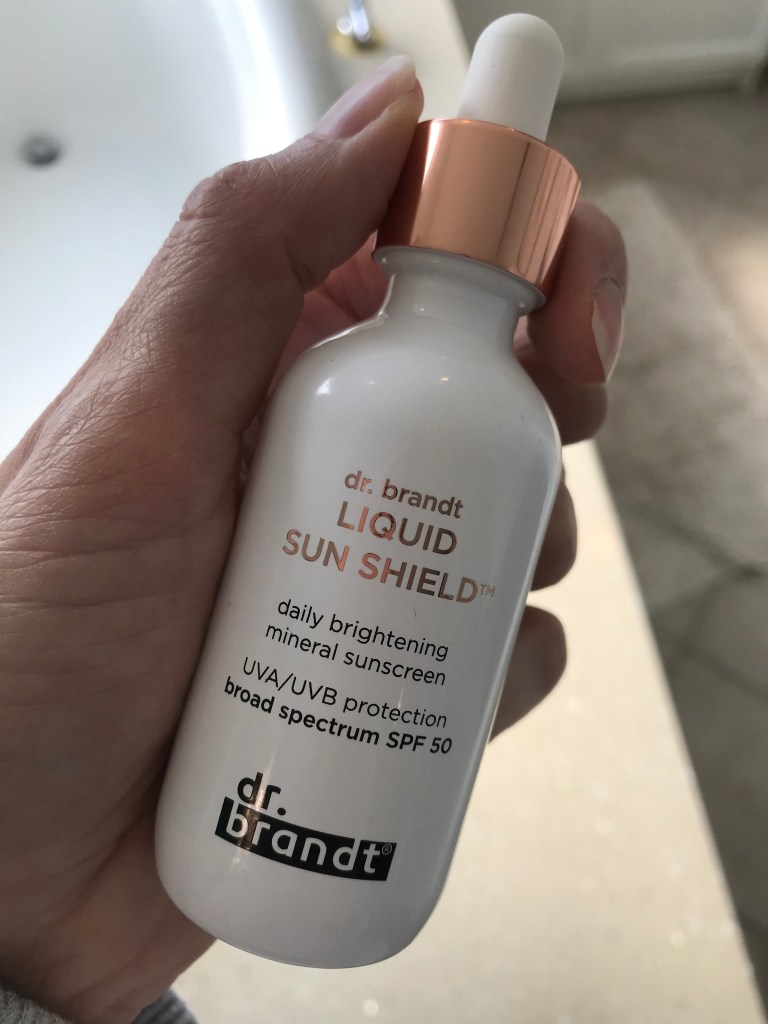 dr. brandt
LIQUID
SUN SHIELD™
daily brightening
mineral sunscreen
UVA/UVB protection
broad spectrum SPF 50
dr.
brandt®